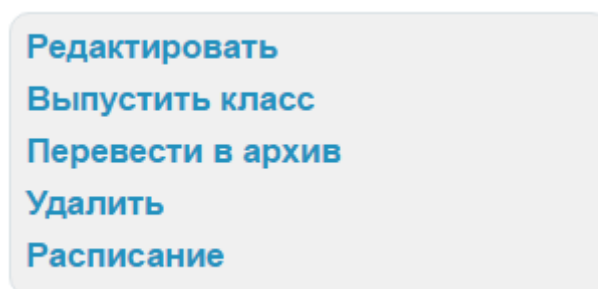 Редактировать
Выпустить класс
Перевести в архив
Удалить
Расписание